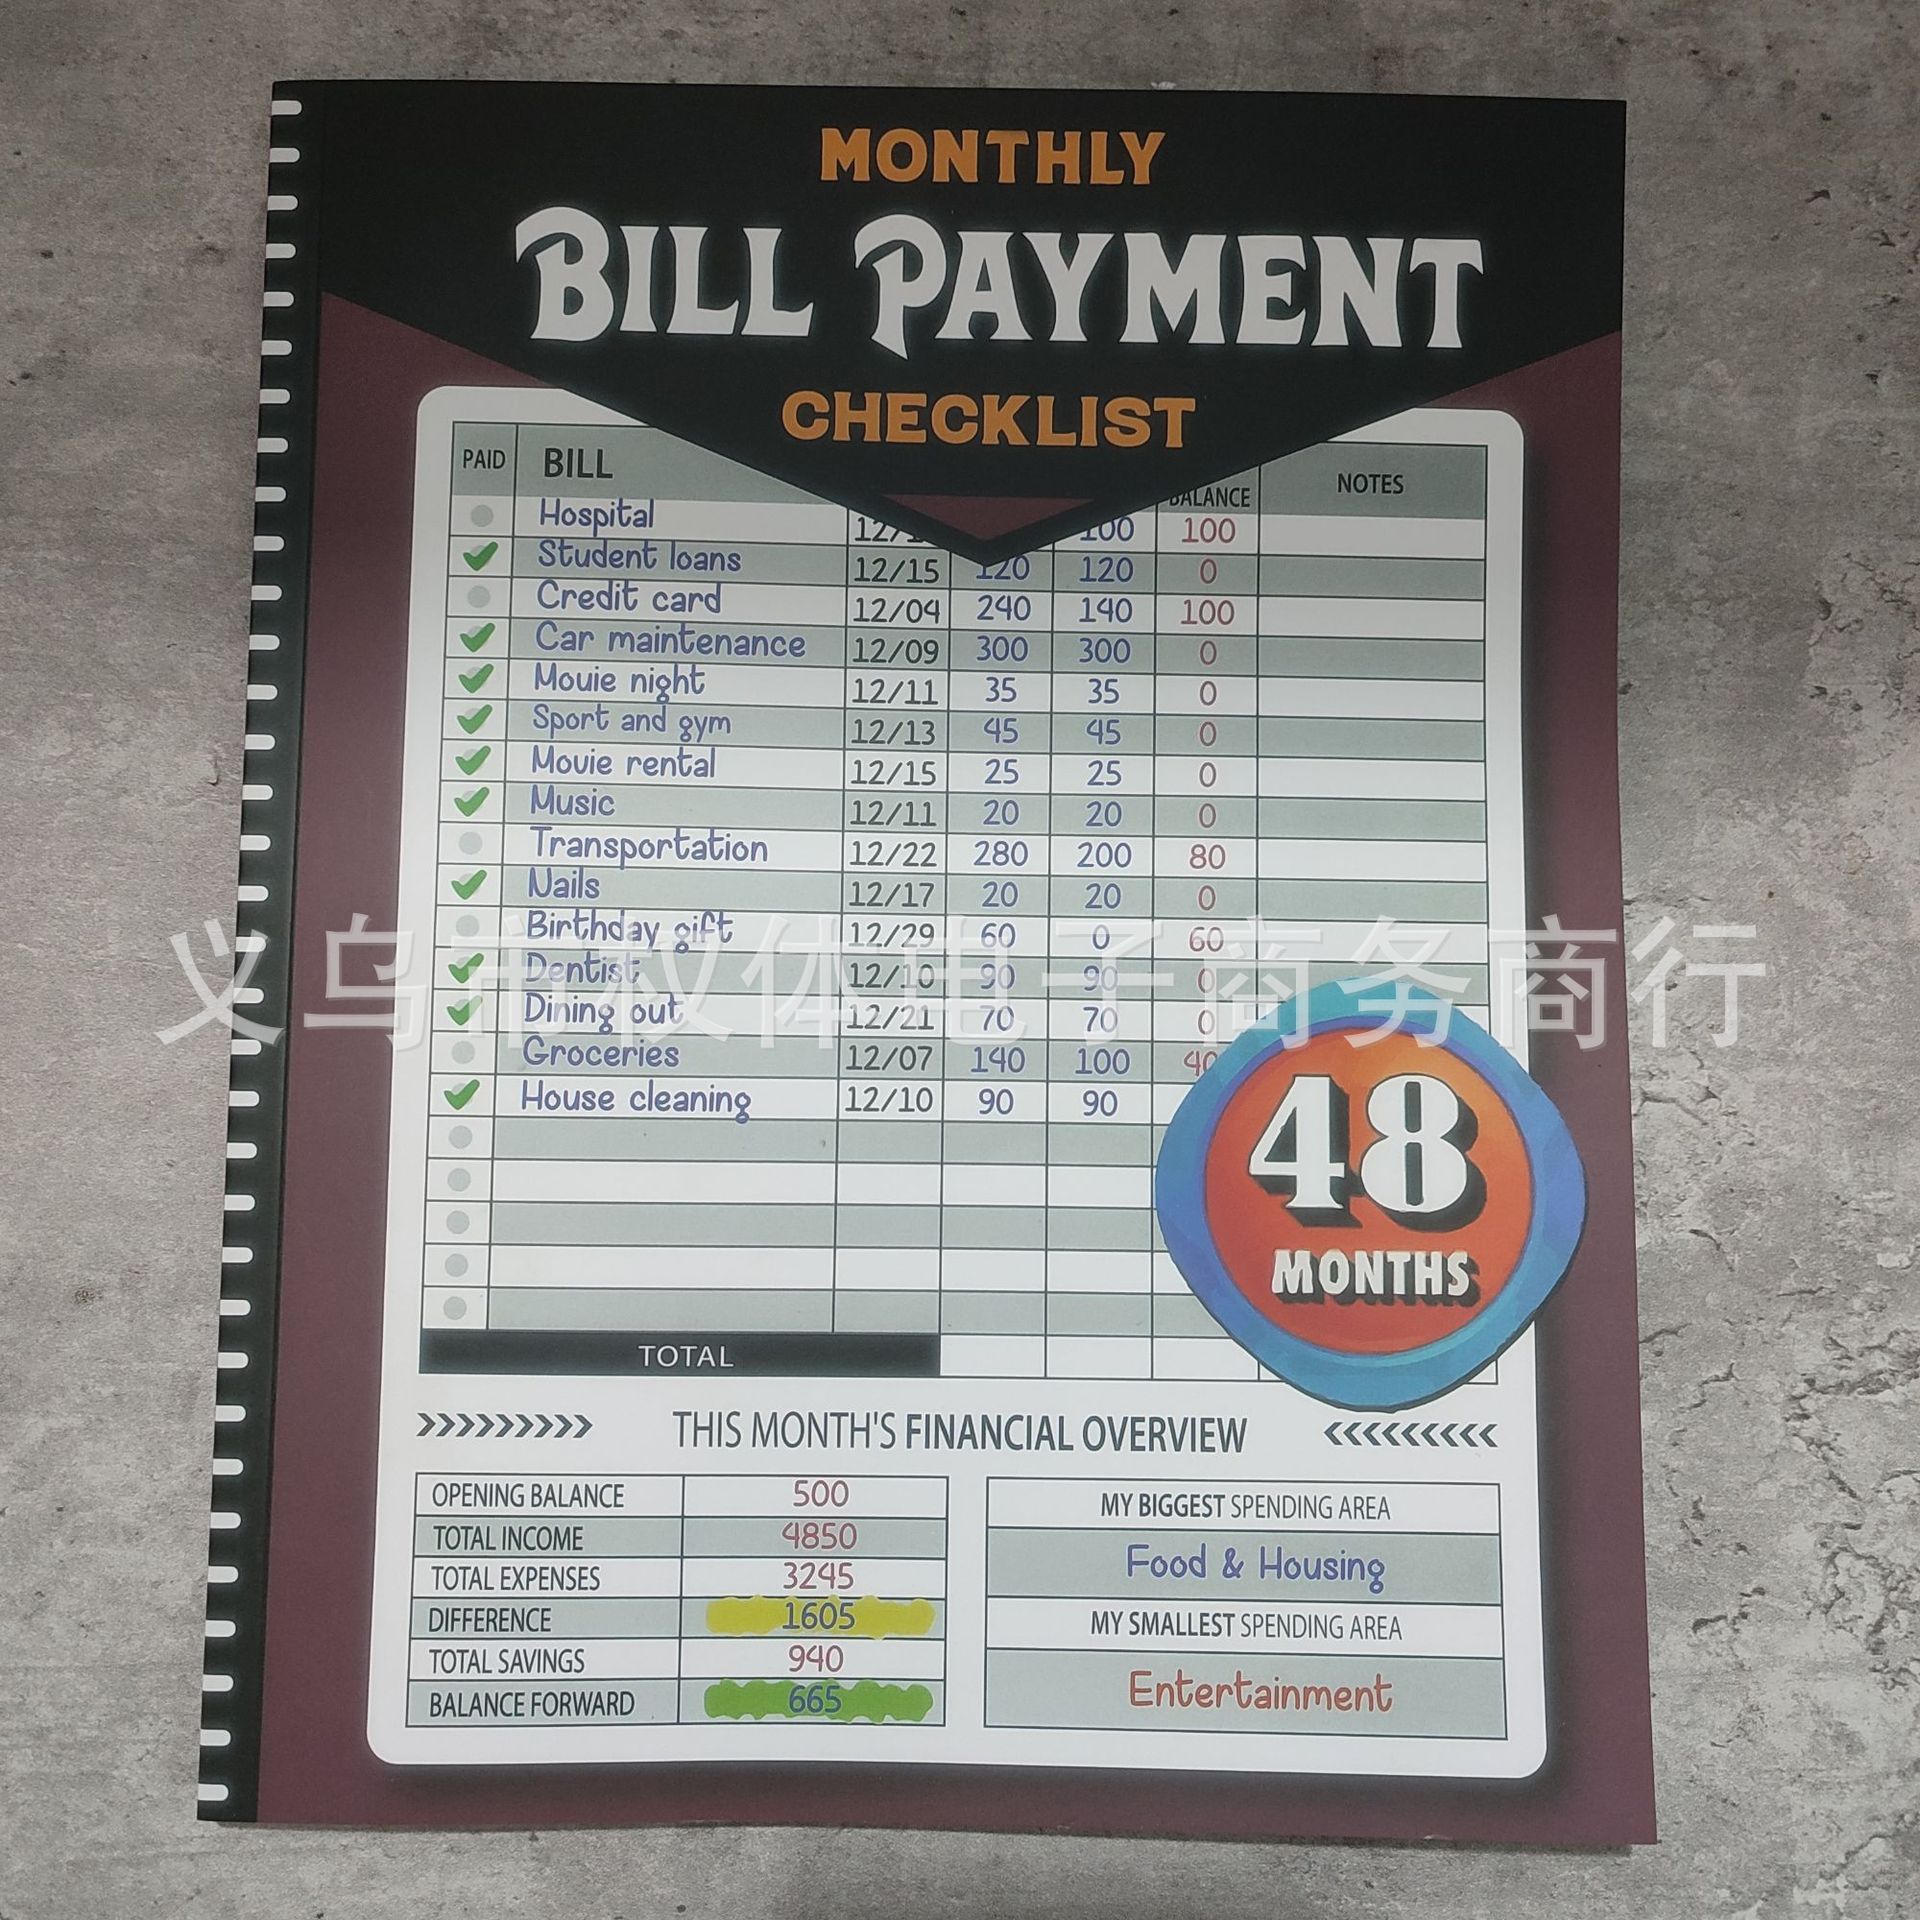 MONTHLY
BILL PAYMENT
CHECKLIST
PAID BILL BALANCE NOTES
Hospital 100 100
Student loans 12/15 120 120 0
Credit card 12/04 240 140 100
Car maintenance 12/09 300 300 0
Movie night 12/11 35 35 0
Sport and gym 12/13 45 45 0
Movie rental 12/15 25 25 0
Music 12/11 20 20 0
Transportation 12/22 280 200 80
Nails 12/17 20 20 0
Birthday gift 12/29 60 0 60
义乌市权体电子商务商行
Dentist 12/10 90 90 0
Dining out 12/21 70 70 0
Groceries 12/07 140 100 40
House cleaning 12/10 90 90
48
MONTHS
TOTAL
THIS MONTH'S FINANCIAL OVERVIEW
OPENING BALANCE 500
TOTAL INCOME 4850
TOTAL EXPENSES 3245
DIFFERENCE 1605
TOTAL SAVINGS 940
BALANCE FORWARD 665
MY BIGGEST SPENDING AREA
Food & Housing
MY SMALLEST SPENDING AREA
Entertainment